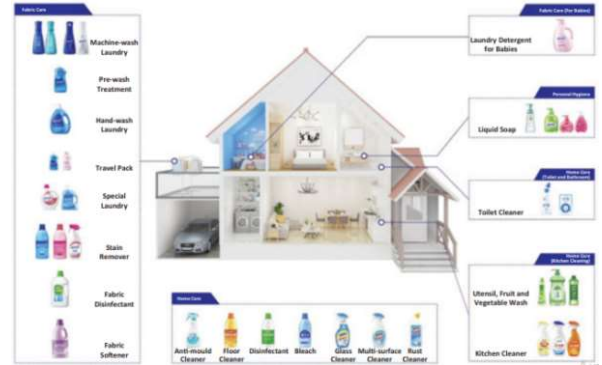 Fabric Care
Machine-wash
Laundry
Pre-wash
Treatment
Hand-wash
Laundry
Travel Pack
Special
Laundry
Stain
Remover
Fabric
Disinfectant
Fabric
Softener
Fabric Care (For Babies)
Laundry Detergent
for Babies
Personal Hygiene
Liquid Soap
Home Care
(Toilet and Bathroom)
Toilet Cleaner
Home Care
(Kitchen Cleaning)
Utensil, Fruit and
Vegetable Wash
Kitchen Cleaner
Home Care
Anti-mould
Cleaner
Floor
Cleaner
Disinfectant
Bleach
Glass
Cleaner
Multi-surface
Cleaner
Rust
Cleaner